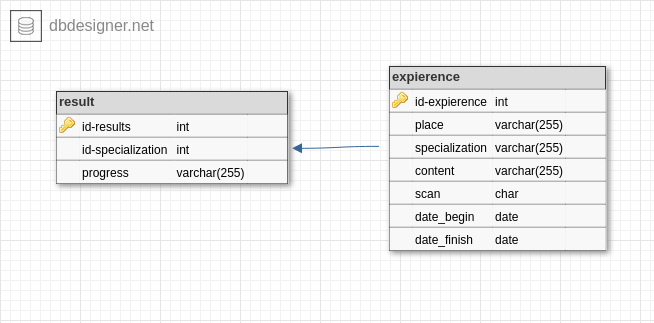 dbdesigner.net
result
id-results int
id-specialization int
progress varchar(255)
expierence
id-expierence int
place varchar(255)
specialization varchar(255)
content varchar(255)
scan char
date_begin date
date_finish date